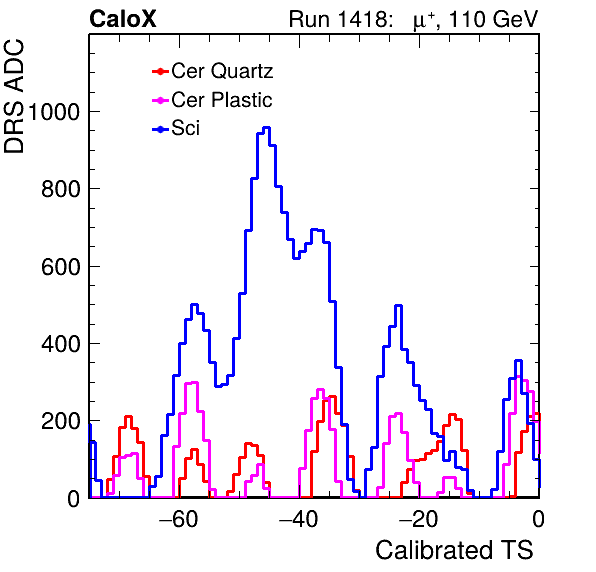 CaloX Run 1418: μ⁺, 110 GeV
DRS ADC
Cer Quartz
Cer Plastic
Sci
1000
800
600
400
200
0
−60 −40 −20 0
Calibrated TS